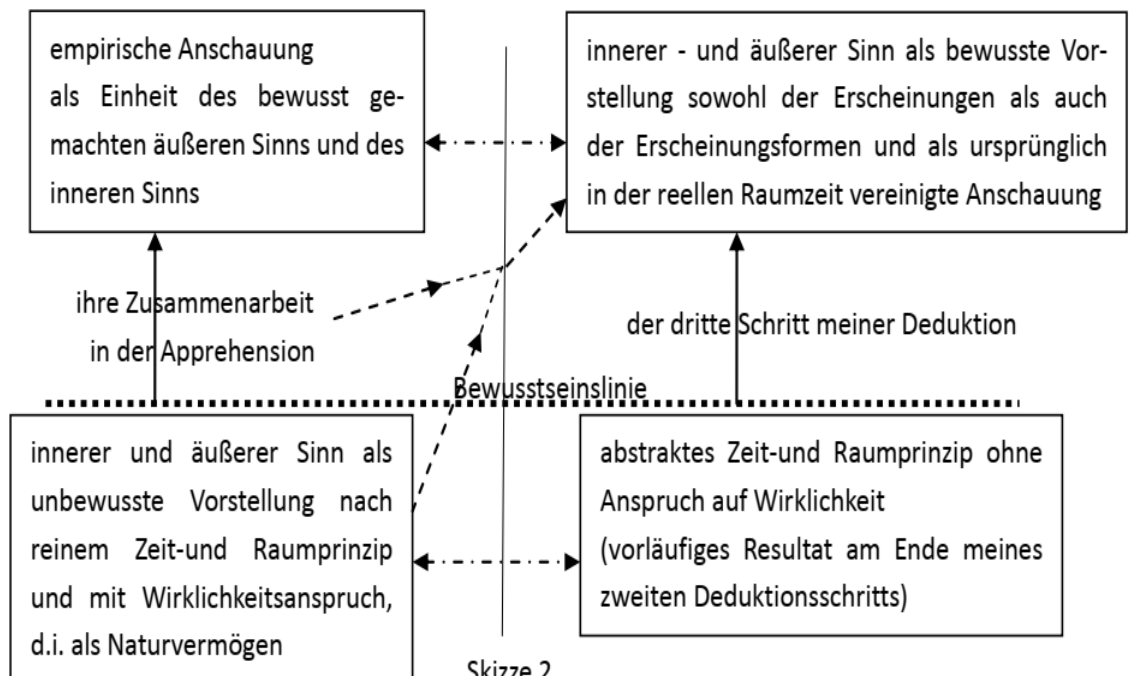 empirische Anschauung
als Einheit des bewusst ge-
machten äußeren Sinns und des
inneren Sinns
innerer - und äußerer Sinn als bewusste Vor-
stellung sowohl der Erscheinungen als auch
der Erscheinungsformen und als ursprünglich
in der reellen Raumzeit vereinigte Anschauung
ihre Zusammenarbeit
in der Apprehension
der dritte Schritt meiner Deduktion
Bewusstseinslinie
innerer und äußerer Sinn als
unbewusste Vorstellung nach
reinem Zeit-und Raumprinzip
und mit Wirklichkeitsanspruch,
d.i. als Naturvermögen
abstraktes Zeit-und Raumprinzip ohne
Anspruch auf Wirklichkeit
(vorläufiges Resultat am Ende meines
zweiten Deduktionsschritts)
Skizze 2